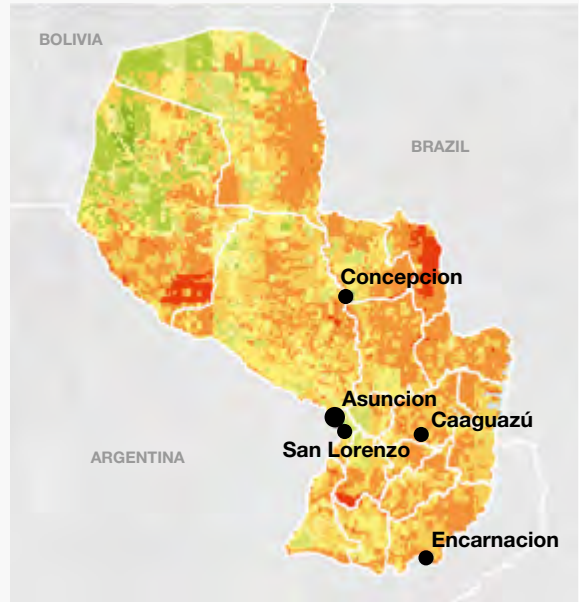 BOLIVIA
BRAZIL
Concepcion
Asuncion
Caaguazú
San Lorenzo
ARGENTINA
Encarnacion